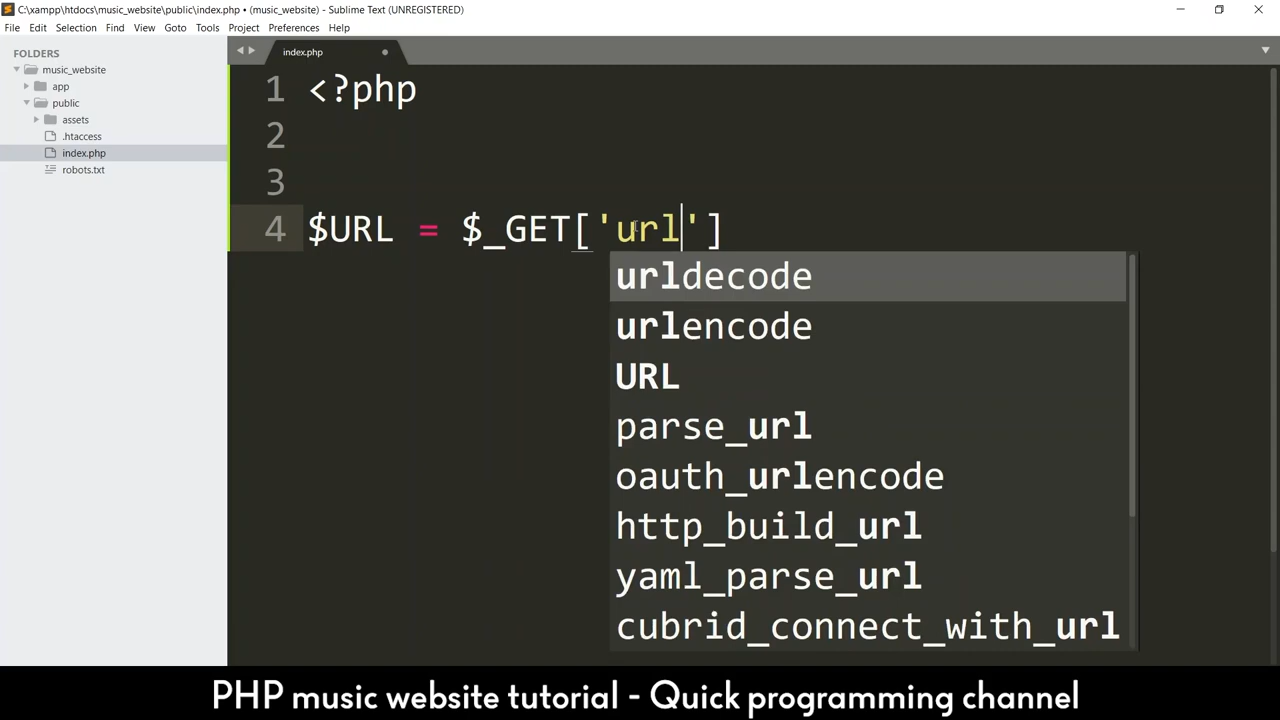 C:\xampp\htdocs\music_website\public\index.php • (music_website) - Sublime Text (UNREGISTERED)
File Edit Selection Find View Goto Tools Project Preferences Help
FOLDERS
music_website
app
public
assets
.htaccess
index.php
robots.txt
index.php
1 <?php
2
3
4 $URL = $_GET['url']
urldecode
urlencode
URL
parse_url
oauth_urlencode
http_build_url
yaml_parse_url
cubrid_connect_with_url
PHP music website tutorial - Quick programming channel